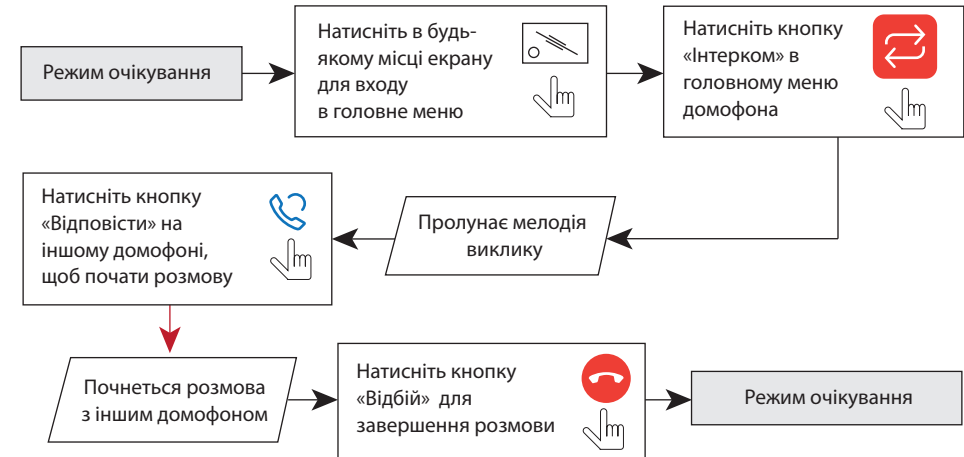 Режим очікування
Натисніть в будь-
якому місці екрану
для входу
в головне меню
Натисніть кнопку
«Інтерком» в
головному меню
домофона
Пролунає мелодія
виклику
Натисніть кнопку
«Відповісти» на
іншому домофоні,
щоб почати розмову
Почнеться розмова
з іншим домофоном
Натисніть кнопку
«Відбій» для
завершення розмови
Режим очікування